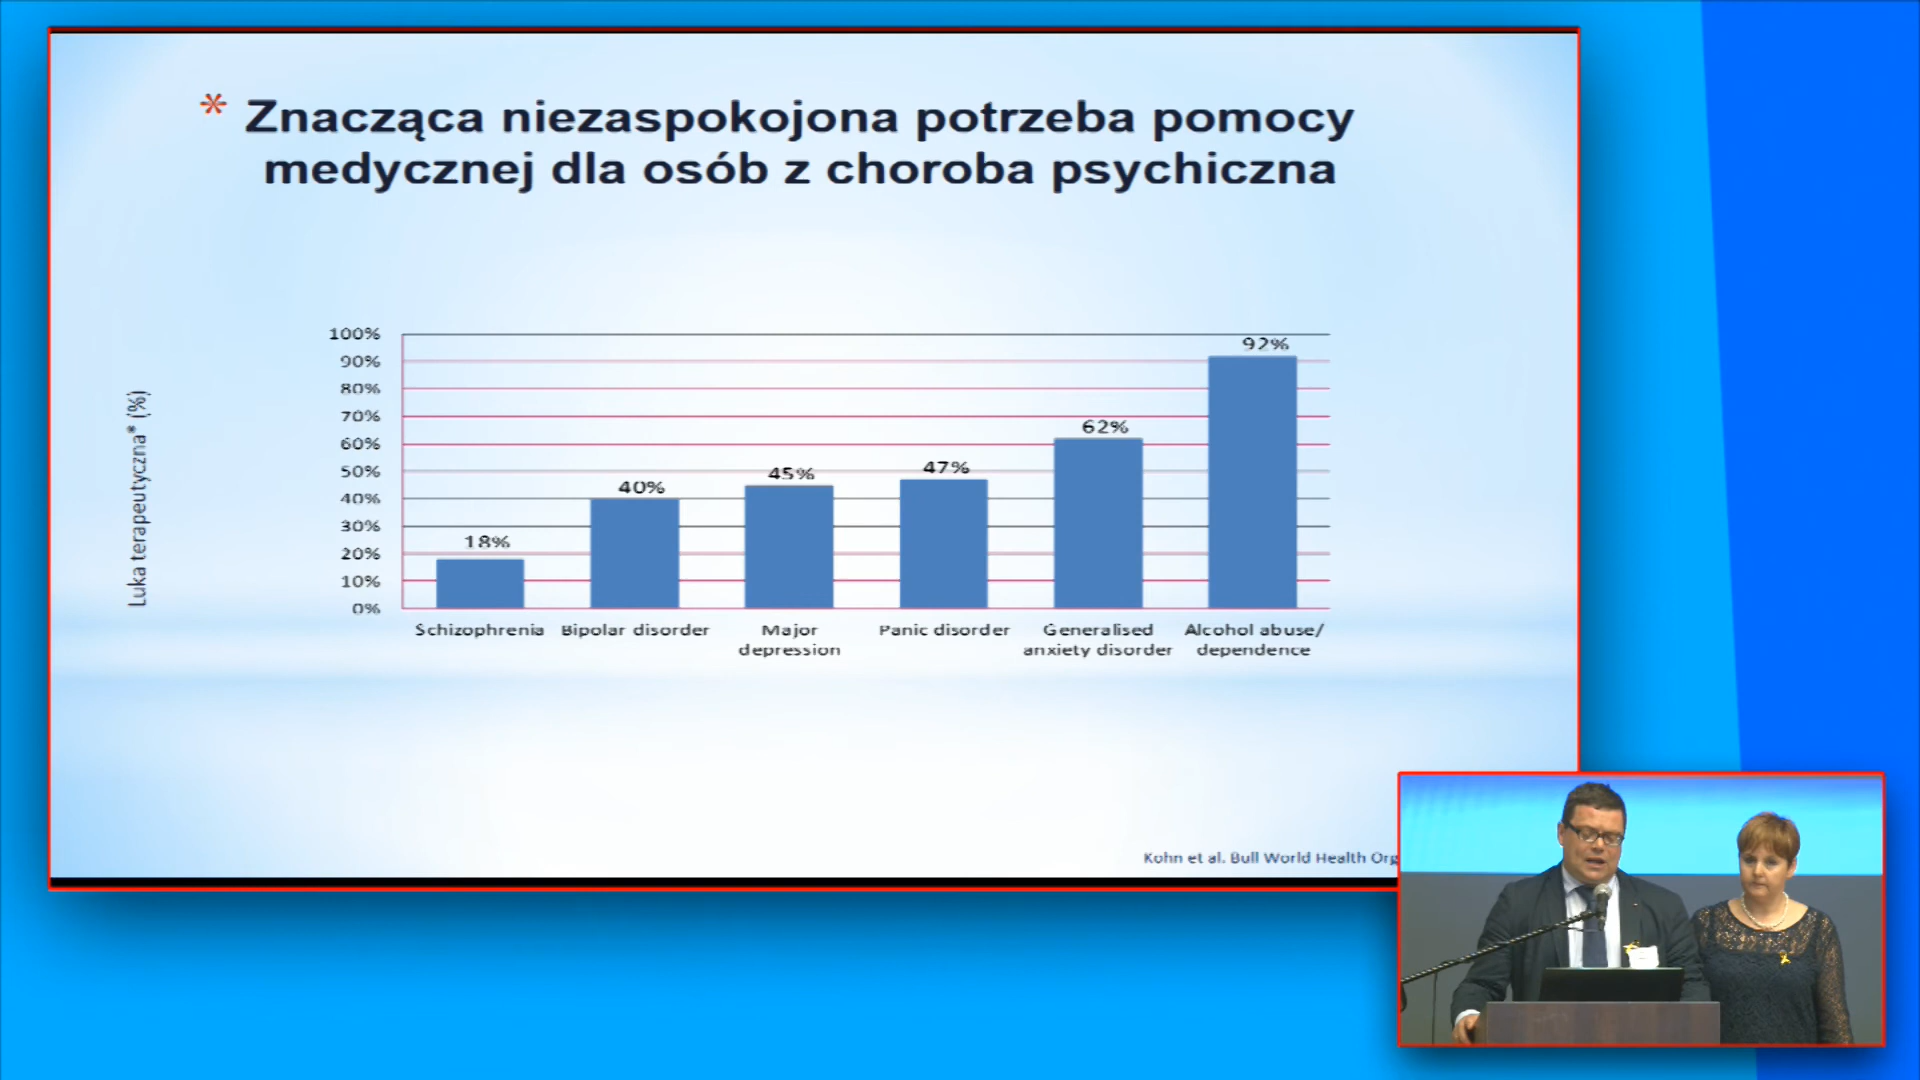 * Znacząca niezaspokojona potrzeba pomocy
medycznej dla osób z choroba psychiczna
Luka terapeutyczna* (%)
100%
90%
80%
70%
60%
50%
40%
30%
20%
10%
0%
18%
40%
45%
47%
62%
92%
Schizophrenia
Bipolar disorder
Major
depression
Panic disorder
Generalised
anxiety disorder
Alcohol abuse/
dependence
Kohn et al. Bull World Health Org